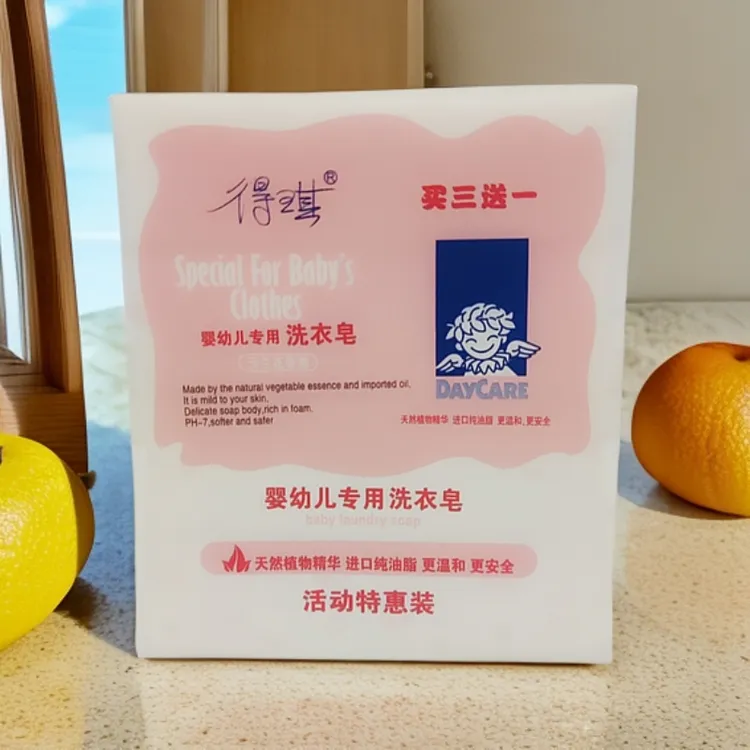 得琪®
买三送一
Special For Baby's
Clothes
婴幼儿专用 洗衣皂
Made by the natural vegetable essence and imported oil.
It is mild to your skin.
Delicate soap body,rich in foam.
PH-7,softer and safer
DAYCARE
天然植物精华 进口纯油脂 更温和,更安全
婴幼儿专用洗衣皂
baby laundry soap
天然植物精华 进口纯油脂 更温和 更安全
活动特惠装